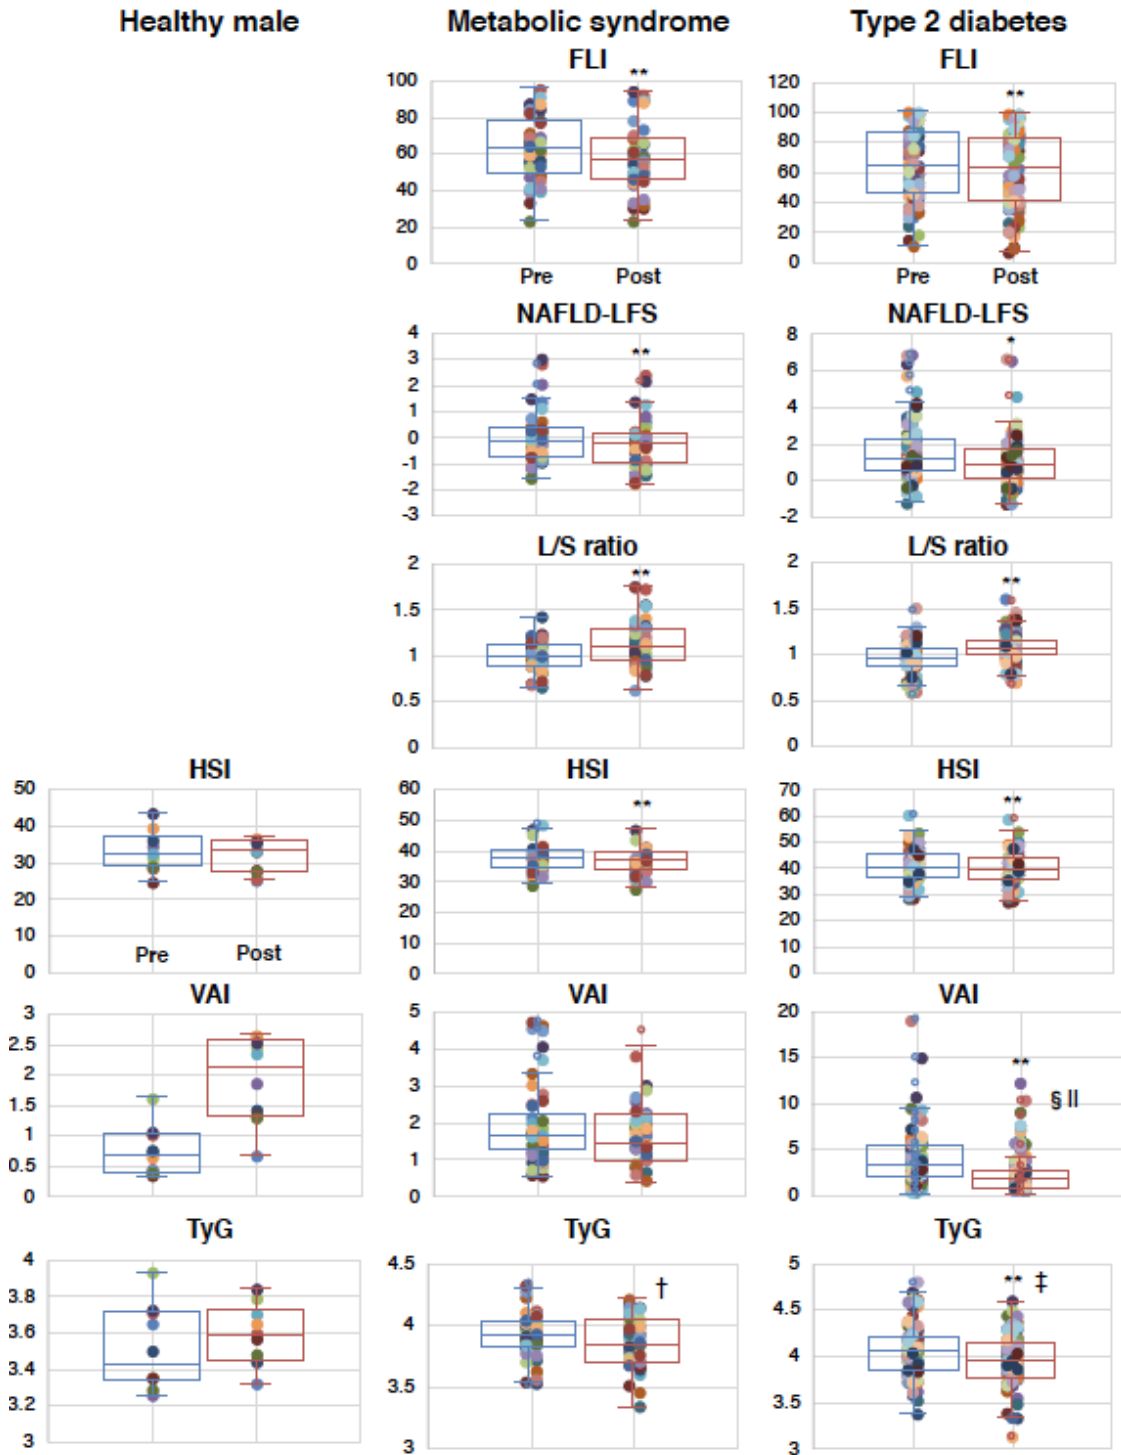 Healthy male Metabolic syndrome Type 2 diabetes
FLI FLI
** **
100 120
80 100
60 80
40 60
20 40
0 20
0
Pre Post Pre Post
NAFLD-LFS NAFLD-LFS
** *
4 8
3 6
2 4
1 2
0 0
-1 -2
-2
-3
L/S ratio L/S ratio
** **
2 2
1.5 1.5
1 1
0.5 0.5
0 0
HSI HSI HSI
** **
50 60 70
40 50 60
30 40 50
20 30 40
10 20 30
0 10 20
0 10
0
Pre Post
VAI VAI VAI
**
§ II
3 5 20
2.5 4 15
2 3 10
1.5 2 5
1 1 0
0.5 0
0
TyG TyG TyG
† ** ‡
4 4.5 5
3.8 4 4.5
3.6 3.5 4
3.4 3 3.5
3.2 3
3